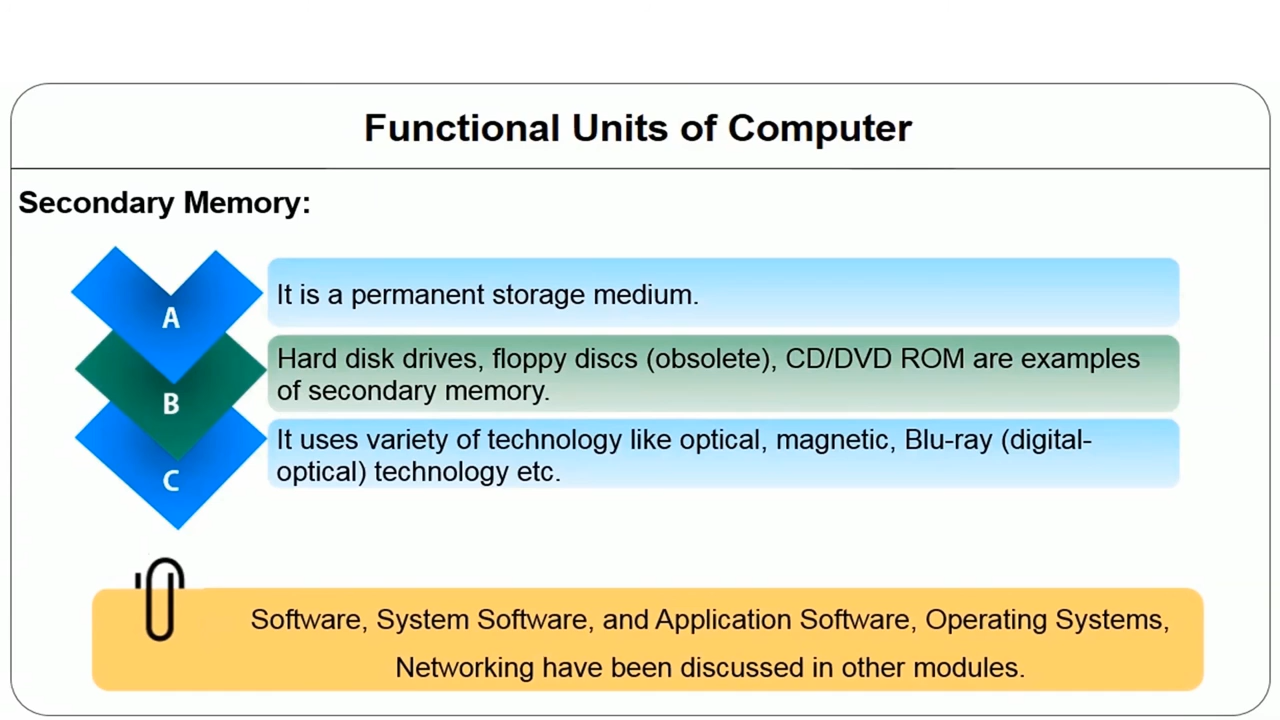 Functional Units of Computer
Secondary Memory:
A
It is a permanent storage medium.
B
Hard disk drives, floppy discs (obsolete), CD/DVD ROM are examples
of secondary memory.
C
It uses variety of technology like optical, magnetic, Blu-ray (digital-
optical) technology etc.
Software, System Software, and Application Software, Operating Systems,
Networking have been discussed in other modules.